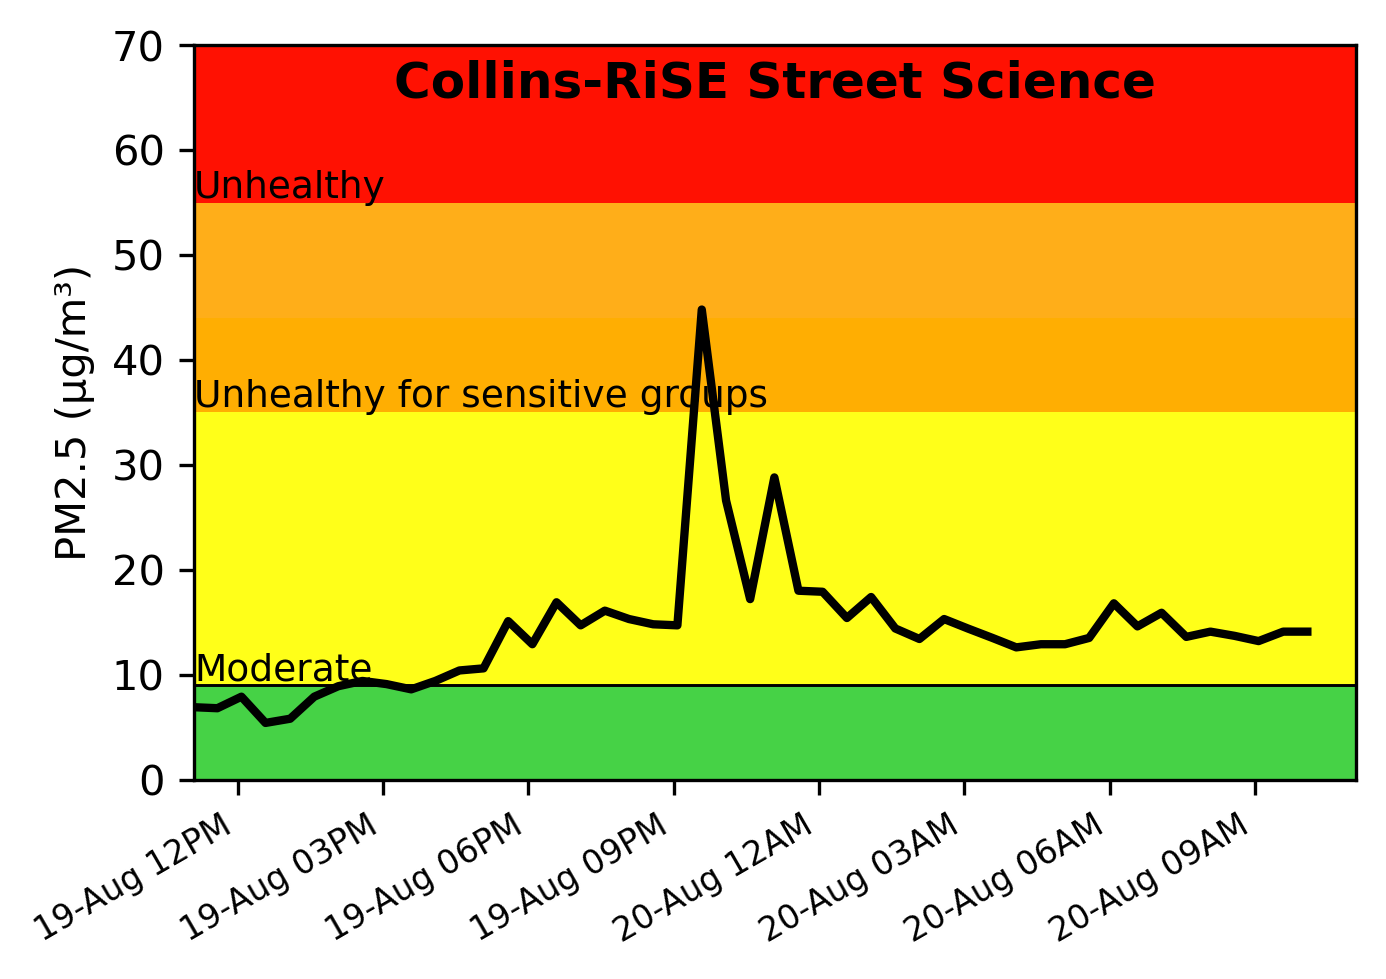 Collins-RiSE Street Science
PM2.5 (µg/m³)
70
60
50
40
30
20
10
0
Unhealthy
Unhealthy for sensitive groups
Moderate
19-Aug 12PM
19-Aug 03PM
19-Aug 06PM
19-Aug 09PM
20-Aug 12AM
20-Aug 03AM
20-Aug 06AM
20-Aug 09AM